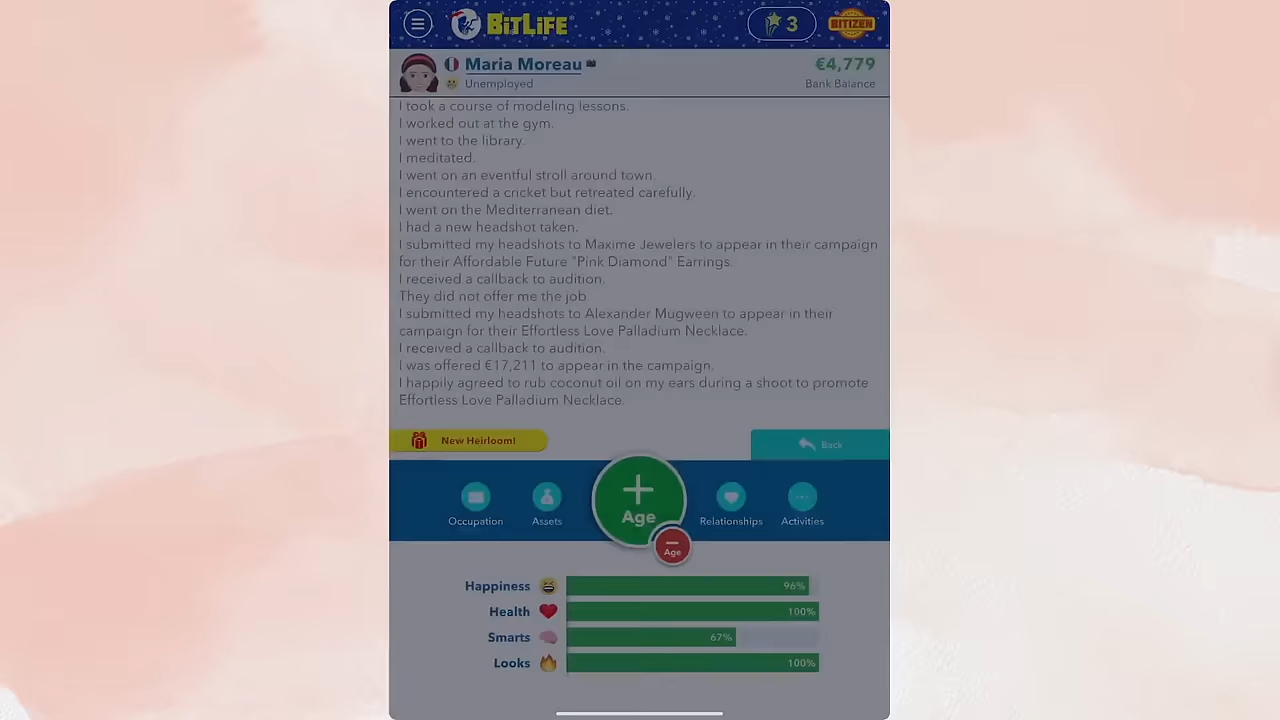 BitLife
3
BITIZEN
Maria Moreau
€4,779
Unemployed
Bank Balance
I took a course of modeling lessons.
I worked out at the gym.
I went to the library.
I meditated.
I went on an eventful stroll around town.
I encountered a cricket but retreated carefully.
I went on the Mediterranean diet.
I had a new headshot taken.
I submitted my headshots to Maxime Jewelers to appear in their campaign
for their Affordable Future "Pink Diamond" Earrings.
I received a callback to audition.
They did not offer me the job.
I submitted my headshots to Alexander Mugween to appear in their
campaign for their Effortless Love Palladium Necklace.
I received a callback to audition.
I was offered €17,211 to appear in the campaign.
I happily agreed to rub coconut oil on my ears during a shoot to promote
Effortless Love Palladium Necklace.
New Heirloom!
Back
Occupation
Assets
Age
Relationships
Activities
Age
Happiness 96%
Health 100%
Smarts 67%
Looks 100%